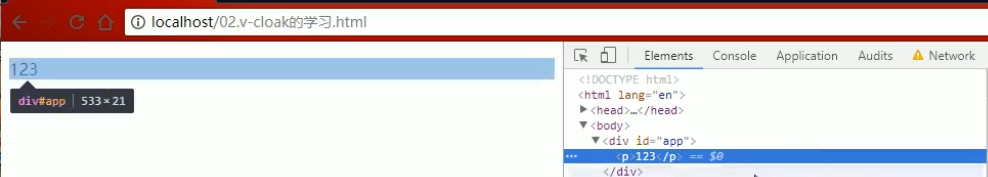 localhost/02.v-cloak的学习.html
123
div#app | 533 × 21
Elements Console Application Audits Network
<!DOCTYPE html>
<html lang="en">
<head>…</head>
<body>
<div id="app">
<p>123</p> == $0
</div>